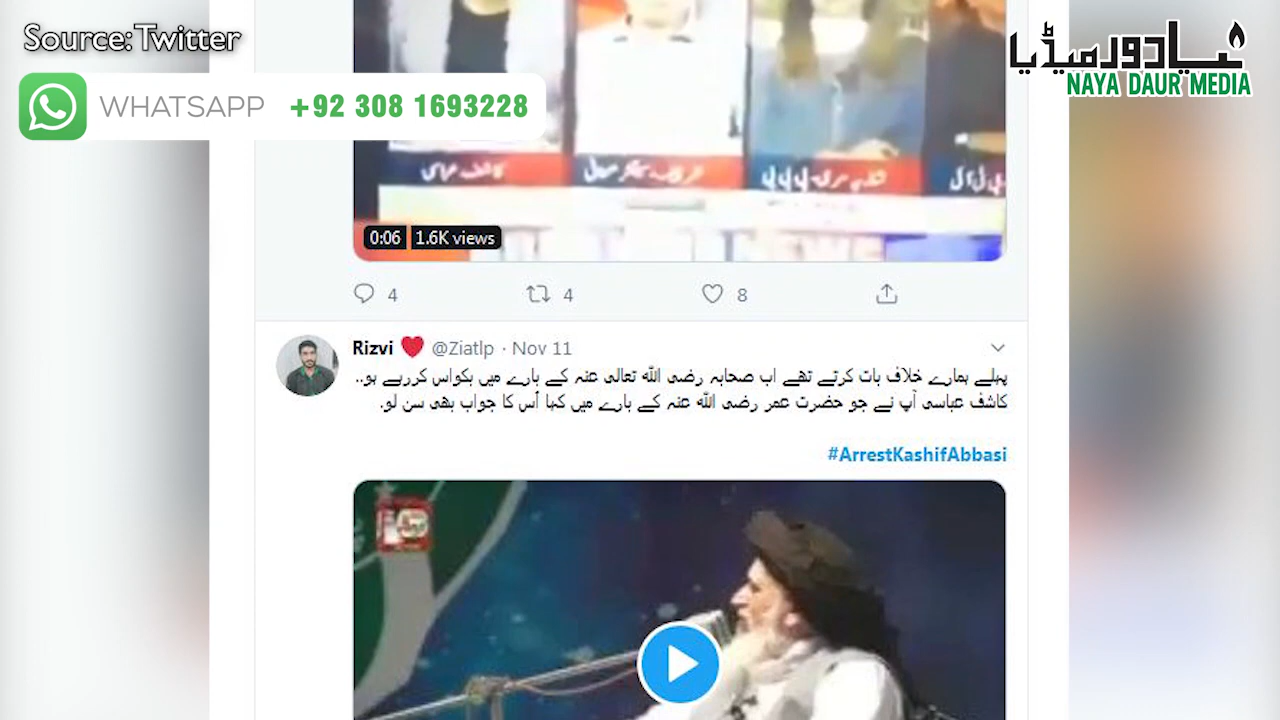 Source: Twitter
نیا دور میڈیا
NAYA DAUR MEDIA
WHATSAPP +92 308 1693228
کاشف عباسی
0:06 1.6K views
4 4 8
Rizvi ❤ @Ziatlp · Nov 11
پہلے ہمارے خلاف بات کرتے تھے اب صحابہ رضی اللہ تعالی عنہ کے بارے میں بکواس کررہے ہو..
کاشف عباسی آپ نے جو حضرت عمر رضی اللہ عنہ کے بارے میں کہا اُس کا جواب بھی سن لو.
#ArrestKashifAbbasi